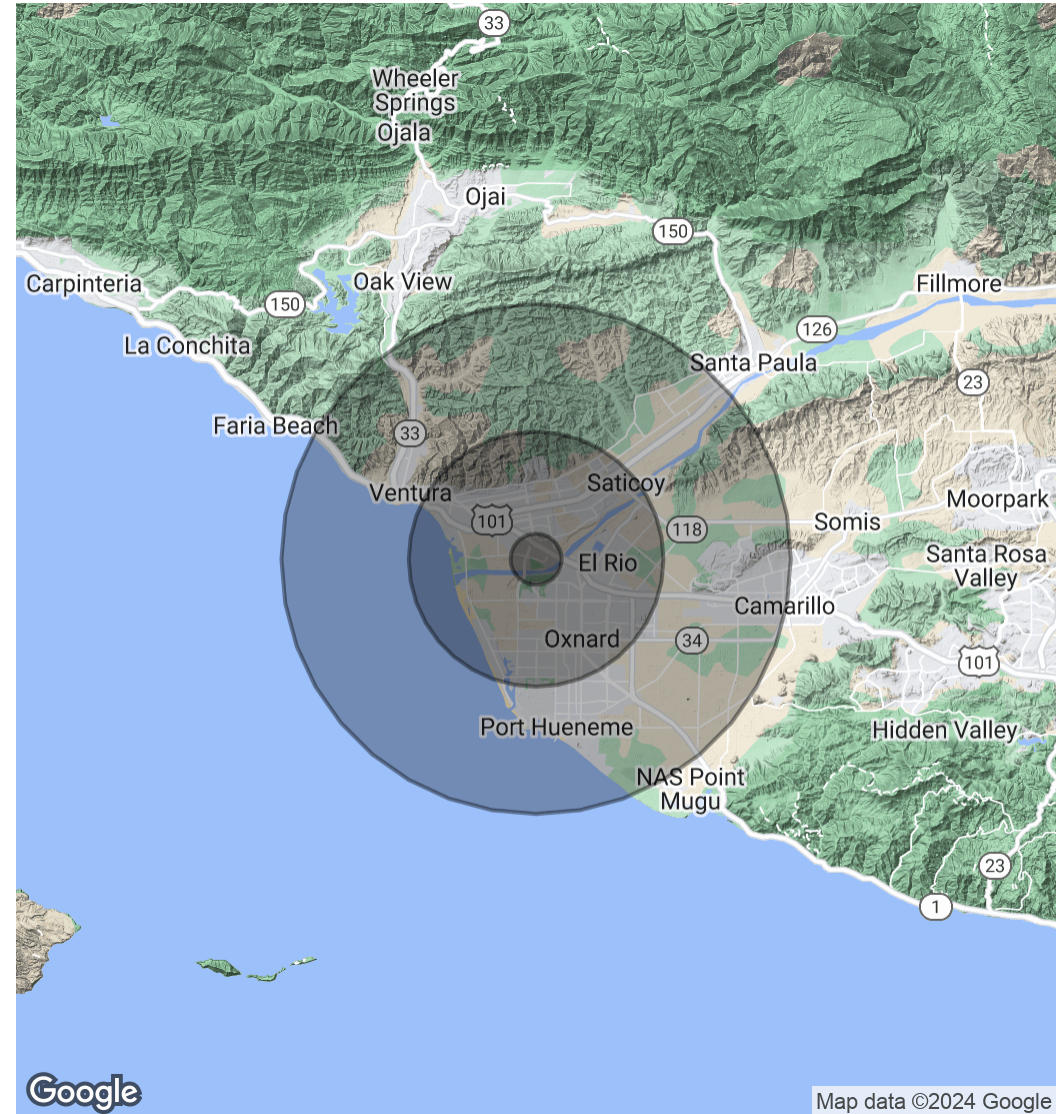 33
Wheeler
Springs
Ojala
Ojai
150
Carpinteria
Oak View
Fillmore
150
126
La Conchita
Santa Paula
23
Faria Beach
33
Ventura
Saticoy
Moorpark
101
118
Somis
El Rio
Santa Rosa
Valley
Camarillo
Oxnard
34
101
Port Hueneme
Hidden Valley
NAS Point
Mugu
23
1
Google
Map data ©2024 Google